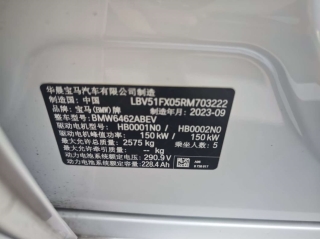 华晨宝马汽车有限公司制造
制造国：中国 LBV51FX05RM703222
品牌：宝马(BMW)牌 制造年月：2023-09
整车型号：BMW6462ABEV
驱动电机型号：HB0001N0 / HB0002N0
驱动电机峰值功率：150 kW / 150 kW
最大允许总质量：2575 kg 乘坐人数：5
最大允许牵引质量：-- kg
动力电池系统额定电压：290.9 V
动力电池系统额定容量：228.4 Ah